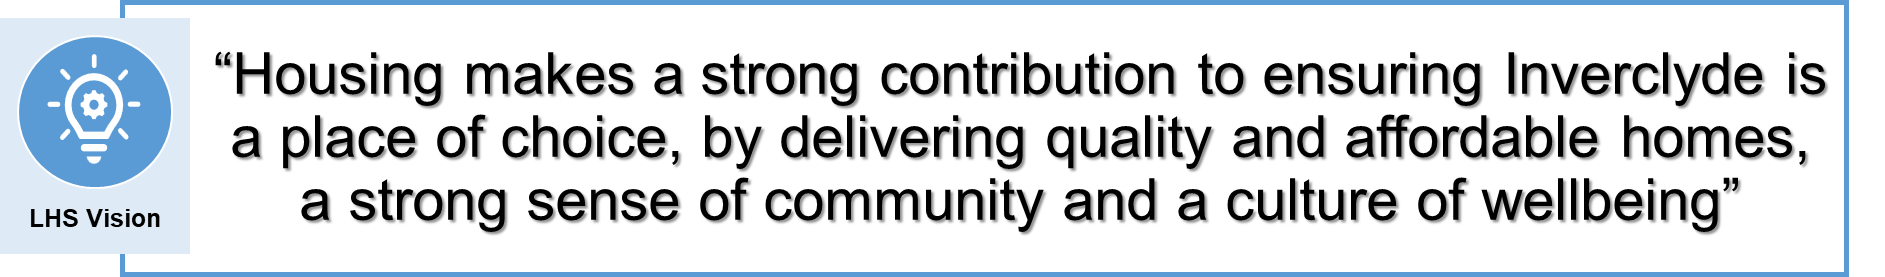 “Housing makes a strong contribution to ensuring Inverclyde is
a place of choice, by delivering quality and affordable homes,
a strong sense of community and a culture of wellbeing”
LHS Vision